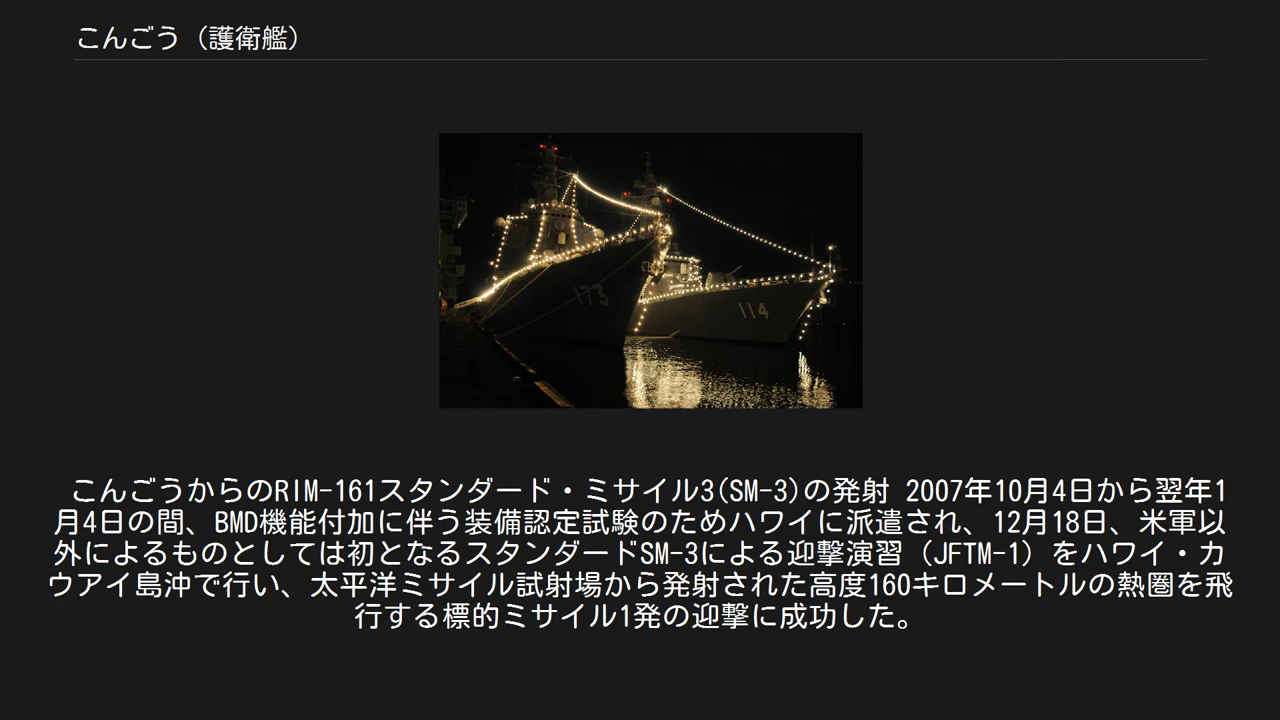 こんごう（護衛艦）
173
114
こんごうからのRIM-161スタンダード・ミサイル3(SM-3)の発射 2007年10月4日から翌年1
月4日の間、BMD機能付加に伴う装備認定試験のためハワイに派遣され、12月18日、米軍以
外によるものとしては初となるスタンダードSM-3による迎撃演習（JFTM-1）をハワイ・カ
ウアイ島沖で行い、太平洋ミサイル試射場から発射された高度160キロメートルの熱圏を飛
行する標的ミサイル1発の迎撃に成功した。